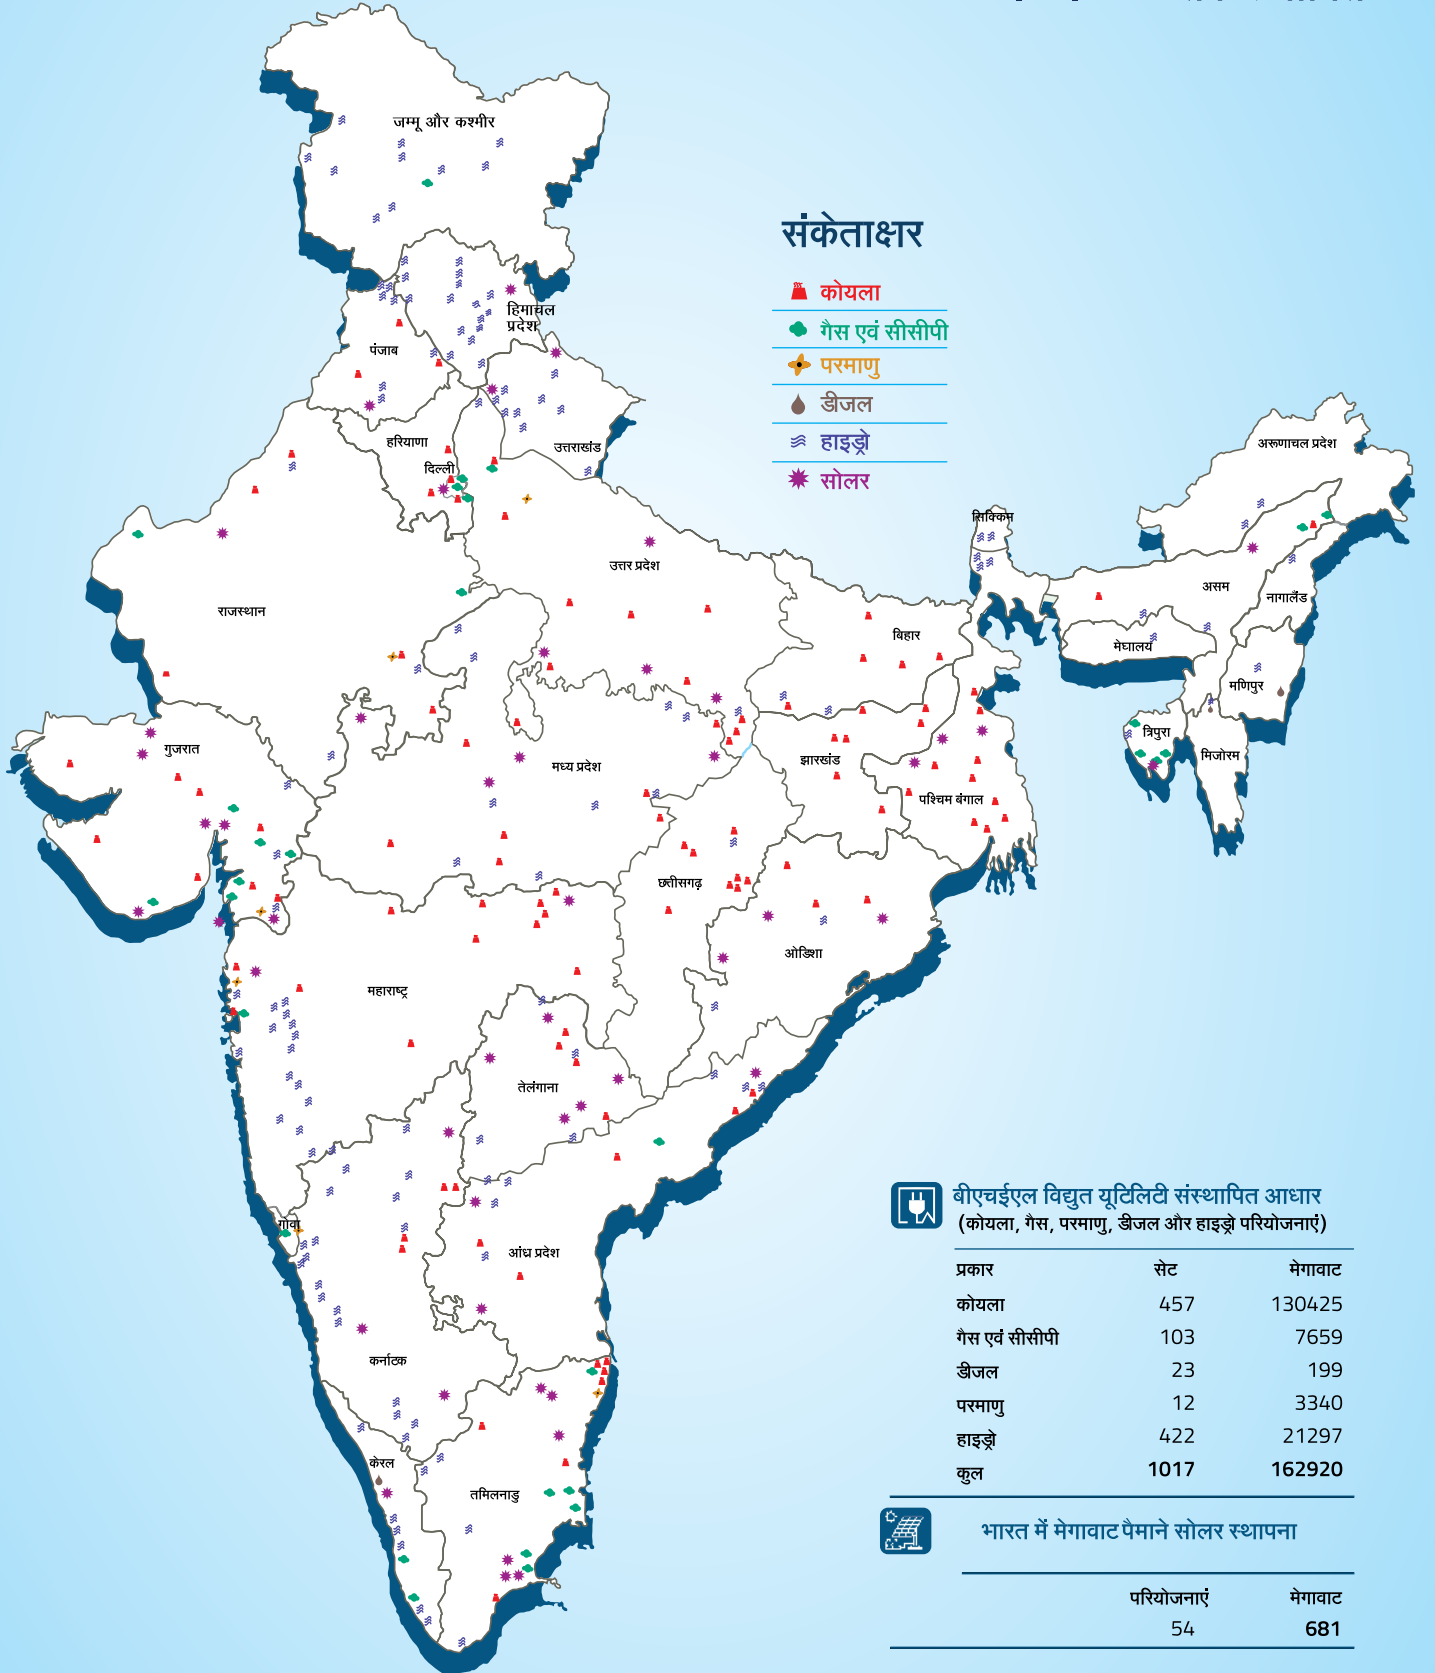 जम्मू और कश्मीर
संकेताक्षर
कोयला
गैस एवं सीसीपी
परमाणु
डीजल
हाइड्रो
सोलर
हिमाचल
प्रदेश
पंजाब
हरियाणा
दिल्ली
उत्तराखंड
अरूणाचल प्रदेश
सिक्किम
उत्तर प्रदेश
असम
नागालैंड
राजस्थान
बिहार
मेघालय
मणिपुर
त्रिपुरा
मिजोरम
गुजरात
मध्य प्रदेश
झारखंड
पश्चिम बंगाल
छत्तीसगढ़
ओडिशा
महाराष्ट्र
तेलंगाना
गोवा
आंध्र प्रदेश
कर्नाटक
केरल
तमिलनाडु
बीएचईएल विद्युत यूटिलिटी संस्थापित आधार
(कोयला, गैस, परमाणु, डीजल और हाइड्रो परियोजनाएं)
प्रकार सेट मेगावाट
कोयला 457 130425
गैस एवं सीसीपी 103 7659
डीजल 23 199
परमाणु 12 3340
हाइड्रो 422 21297
कुल 1017 162920
भारत में मेगावाट पैमाने सोलर स्थापना
परियोजनाएं मेगावाट
54 681